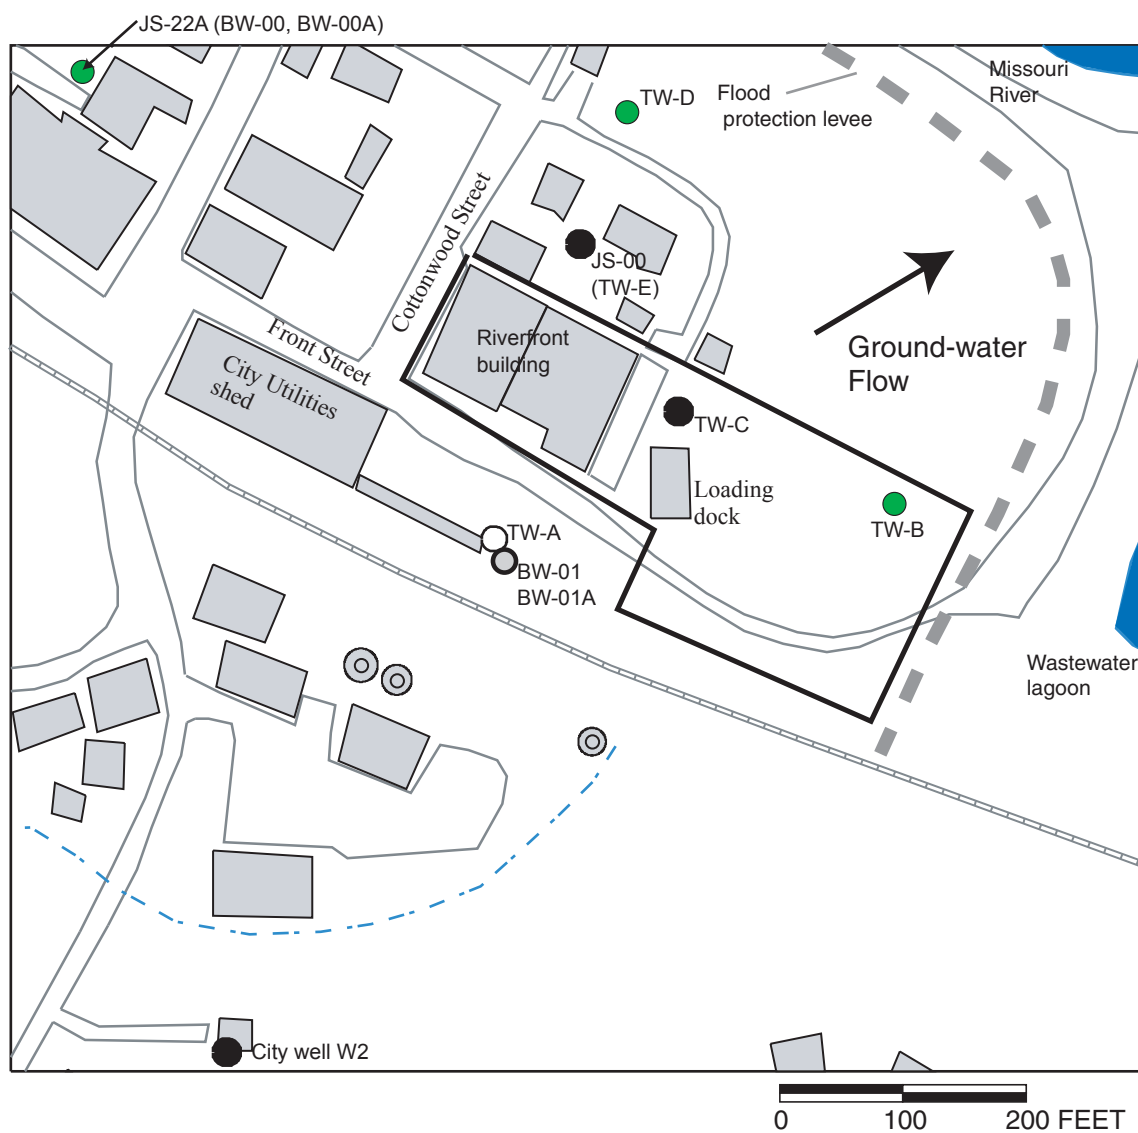 JS-22A (BW-00, BW-00A)
Missouri
River
Flood
protection levee
TW-D
Cottonwood Street
JS-00
(TW-E)
Front Street
Riverfront
building
Ground-water
Flow
City Utilities
shed
TW-C
Loading
dock
TW-B
TW-A
BW-01
BW-01A
Wastewater
lagoon
City well W2
0 100 200 FEET